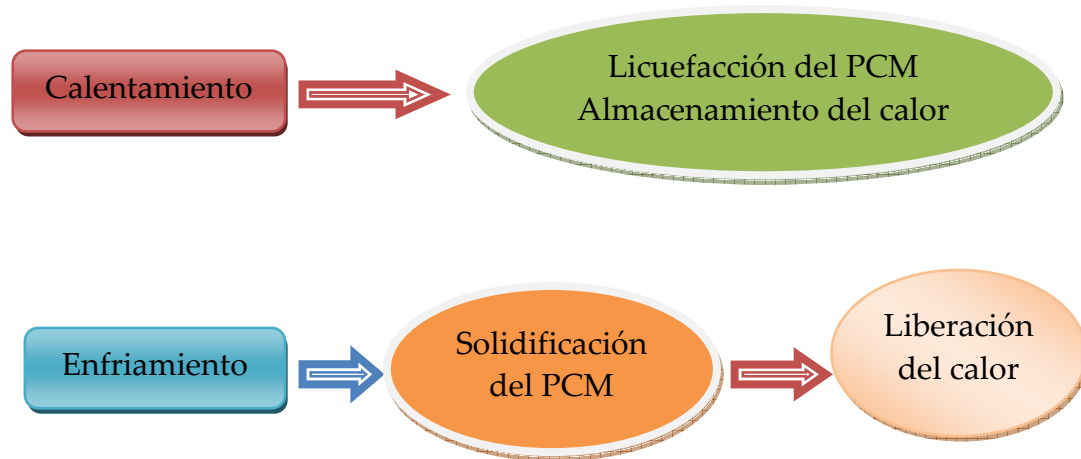 Calentamiento
Licuefacción del PCM
Almacenamiento del calor
Enfriamiento
Solidificación
del PCM
Liberación
del calor